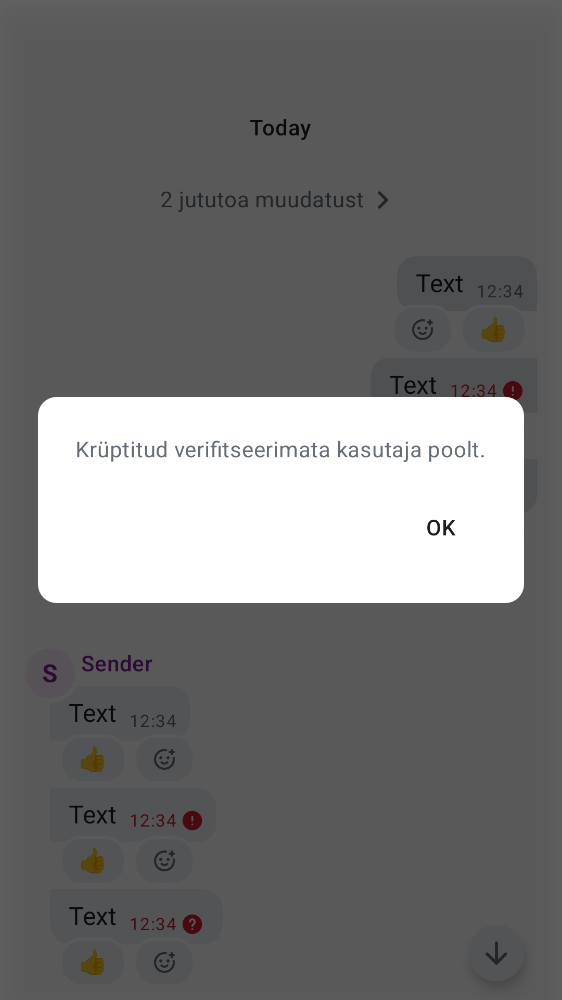 Today
2 jututoa muudatust
Text 12:34
Text 12:34
Krüptitud verifitseerimata kasutaja poolt.
OK
S Sender
Text 12:34
Text 12:34
Text 12:34